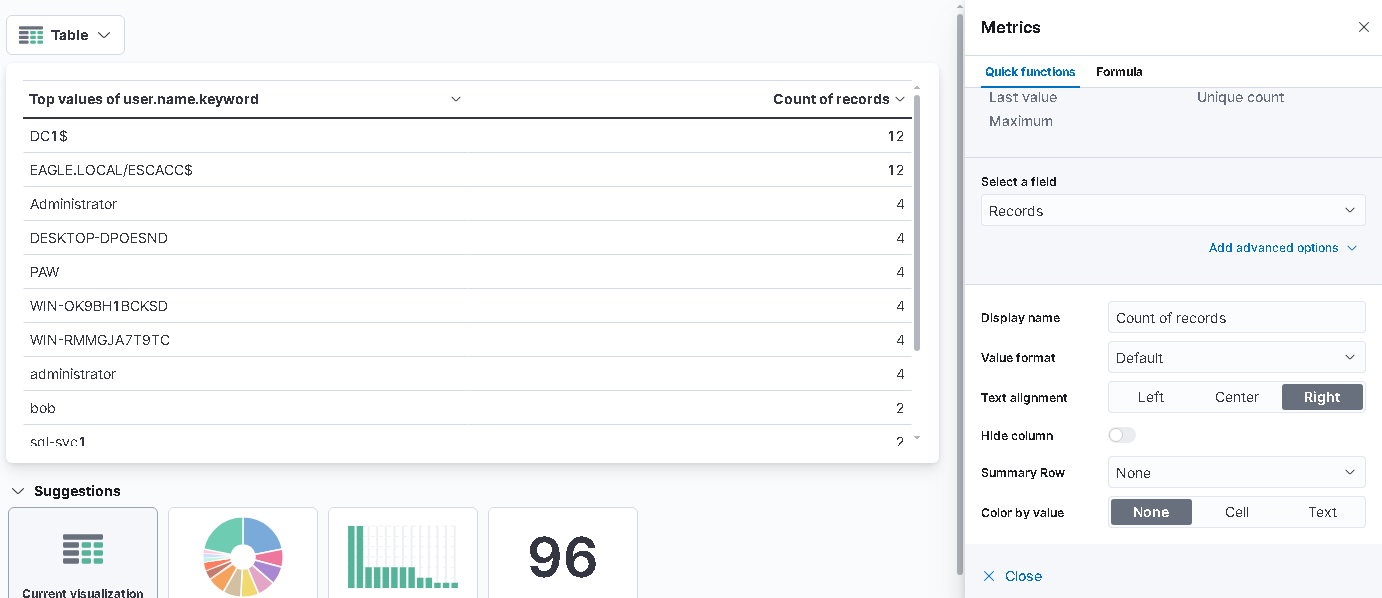 Table
Top values of user.name.keyword Count of records
DC1$ 12
EAGLE.LOCAL/ESCACC$ 12
Administrator 4
DESKTOP-DPOESND 4
PAW 4
WIN-OK9BH1BCKSD 4
WIN-RMMGJA7T9TC 4
administrator 4
bob 2
sql-svc1 2
Suggestions
Current visualization
96
Metrics
Quick functions Formula
Last value Unique count
Maximum
Select a field
Records
Add advanced options
Display name Count of records
Value format Default
Text alignment Left Center Right
Hide column
Summary Row None
Color by value None Cell Text
Close